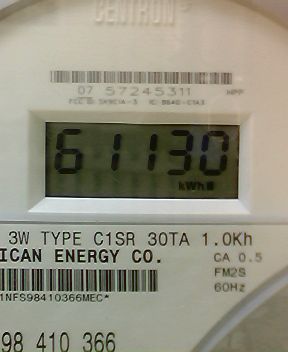 CENTRON
07 57245311
61130
kWh
3W TYPE C1SR 30TA 1.0Kh
ICAN ENERGY CO.
CA 0.5
FM2S
60Hz
1NFS98410366MEC*
98 410 366